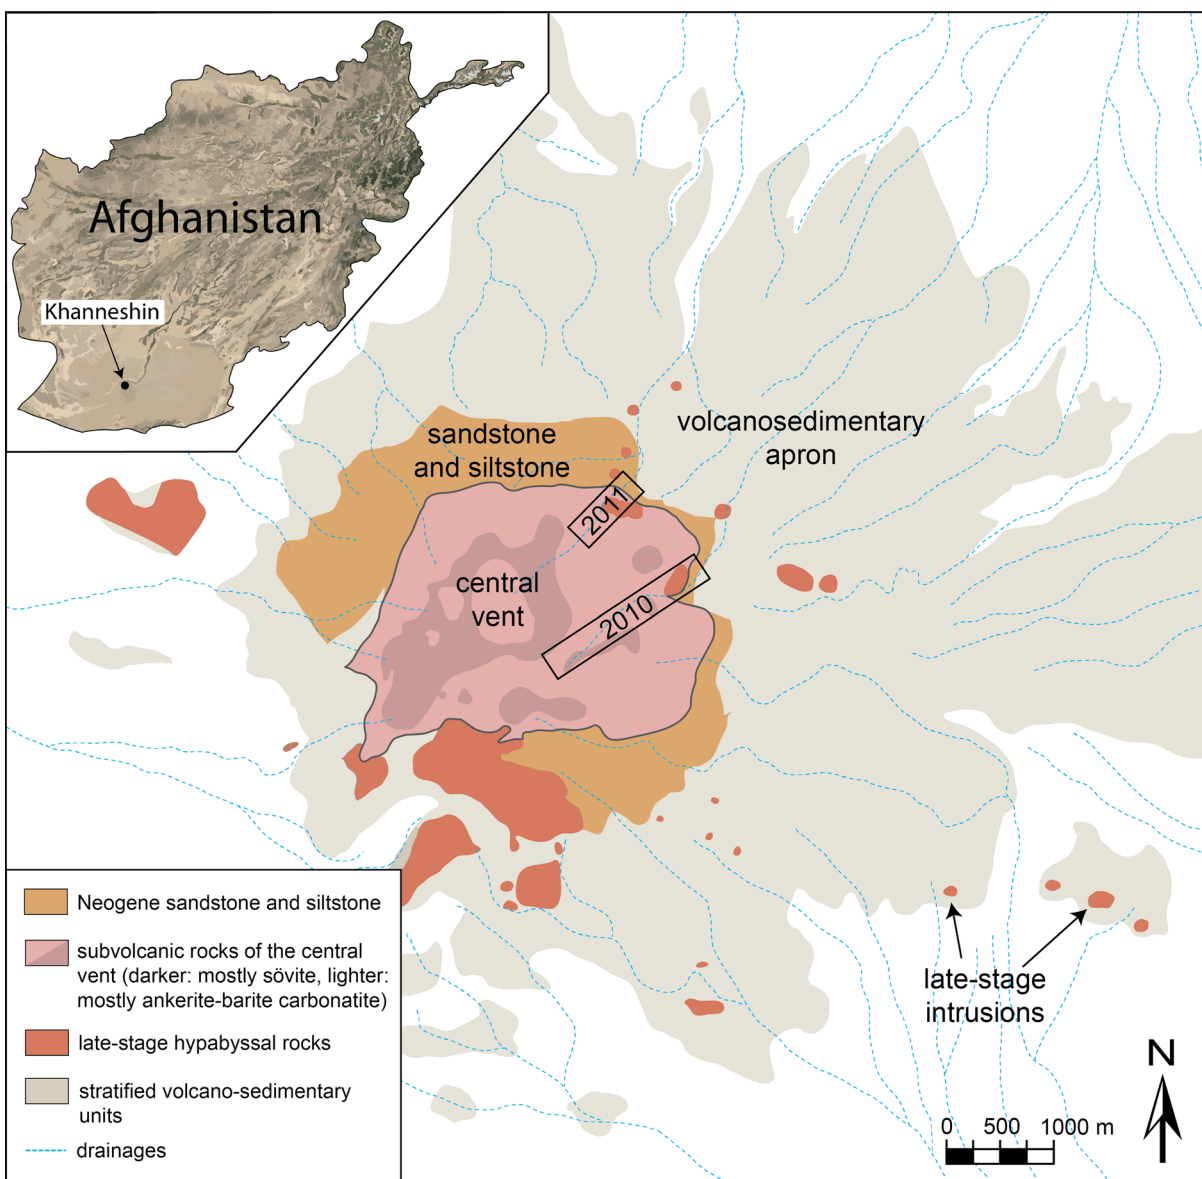 Afghanistan
Khanneshin
sandstone
and siltstone
volcanosedimentary
apron
2011
central
vent
2010
late-stage
intrusions
Neogene sandstone and siltstone
subvolcanic rocks of the central
vent (darker: mostly sövite, lighter:
mostly ankerite-barite carbonatite)
late-stage hypabyssal rocks
stratified volcano-sedimentary
units
drainages
N
0 500 1000 m